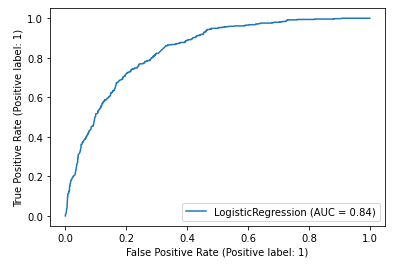 True Positive Rate (Positive label: 1)
1.0
0.8
0.6
0.4
0.2
0.0
LogisticRegression (AUC = 0.84)
0.0 0.2 0.4 0.6 0.8 1.0
False Positive Rate (Positive label: 1)